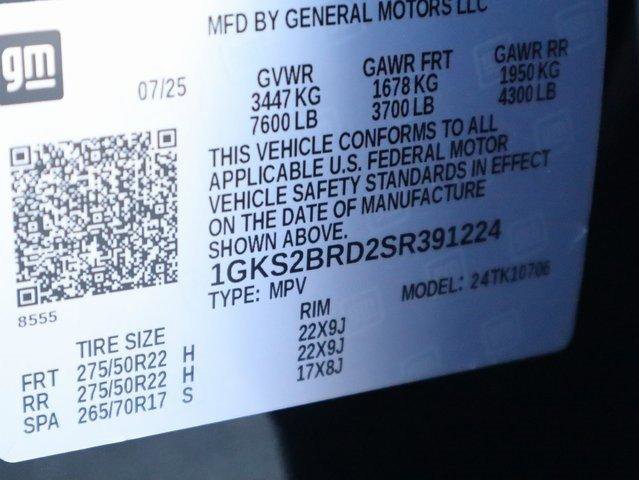 MFD BY GENERAL MOTORS LLC
gm
07/25
GVWR GAWR FRT GAWR RR
3447 KG 1678 KG 1950 KG
7600 LB 3700 LB 4300 LB
THIS VEHICLE CONFORMS TO ALL
APPLICABLE U.S. FEDERAL MOTOR
VEHICLE SAFETY STANDARDS IN EFFECT
ON THE DATE OF MANUFACTURE
SHOWN ABOVE.
1GKS2BRD2SR391224
TYPE: MPV MODEL: 24TK10706
8555
TIRE SIZE RIM
FRT 275/50R22 H 22X9J
RR 275/50R22 H 22X9J
SPA 265/70R17 S 17X8J